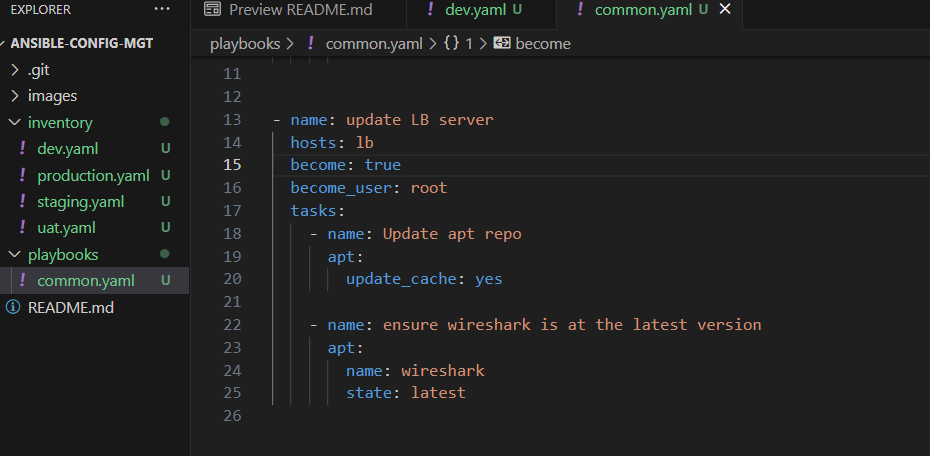 EXPLORER ...
Preview README.md
! dev.yaml U
! common.yaml U ×
ANSIBLE-CONFIG-MGT
> .git
> images
inventory
! dev.yaml U
! production.yaml U
! staging.yaml U
! uat.yaml U
playbooks
! common.yaml U
README.md
playbooks > ! common.yaml > {} 1 > become
11
12
13 - name: update LB server
14 hosts: lb
15 become: true
16 become_user: root
17 tasks:
18 - name: Update apt repo
19 apt:
20 update_cache: yes
21
22 - name: ensure wireshark is at the latest version
23 apt:
24 name: wireshark
25 state: latest
26